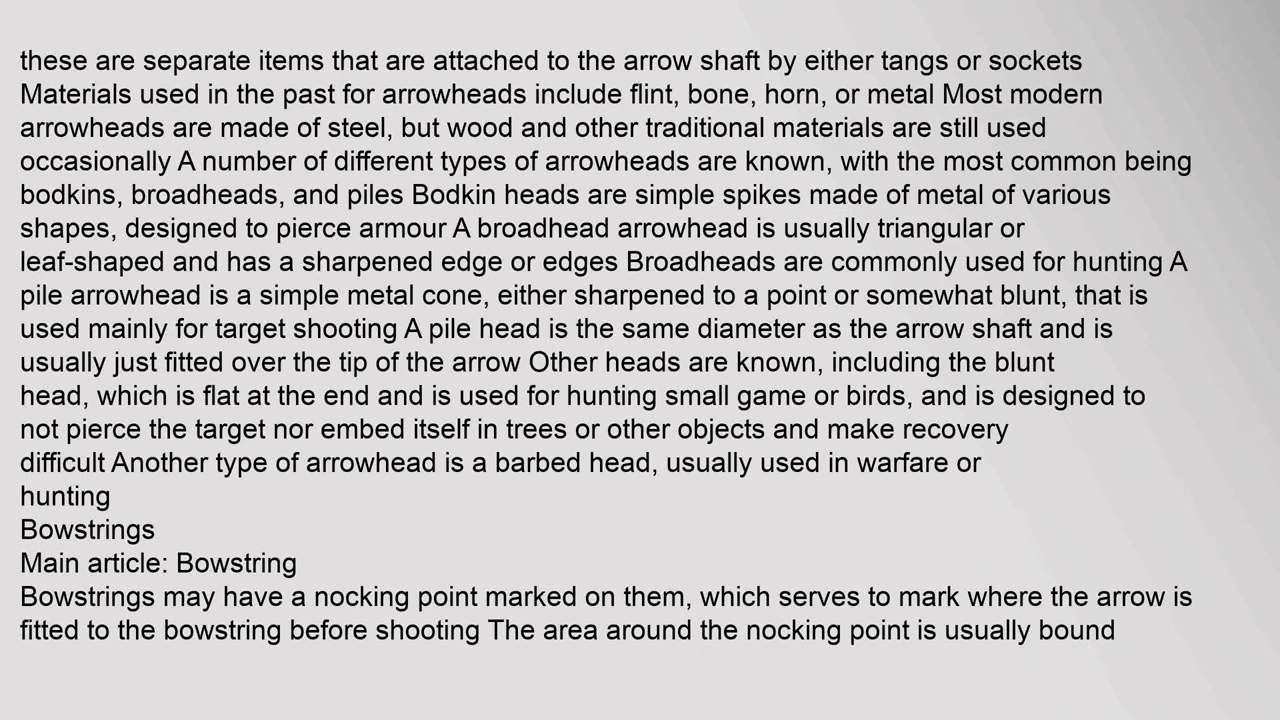 these are separate items that are attached to the arrow shaft by either tangs or sockets
Materials used in the past for arrowheads include flint, bone, horn, or metal Most modern
arrowheads are made of steel, but wood and other traditional materials are still used
occasionally A number of different types of arrowheads are known, with the most common being
bodkins, broadheads, and piles Bodkin heads are simple spikes made of metal of various
shapes, designed to pierce armour A broadhead arrowhead is usually triangular or
leaf-shaped and has a sharpened edge or edges Broadheads are commonly used for hunting A
pile arrowhead is a simple metal cone, either sharpened to a point or somewhat blunt, that is
used mainly for target shooting A pile head is the same diameter as the arrow shaft and is
usually just fitted over the tip of the arrow Other heads are known, including the blunt
head, which is flat at the end and is used for hunting small game or birds, and is designed to
not pierce the target nor embed itself in trees or other objects and make recovery
difficult Another type of arrowhead is a barbed head, usually used in warfare or
hunting
Bowstrings
Main article: Bowstring
Bowstrings may have a nocking point marked on them, which serves to mark where the arrow is
fitted to the bowstring before shooting The area around the nocking point is usually bound